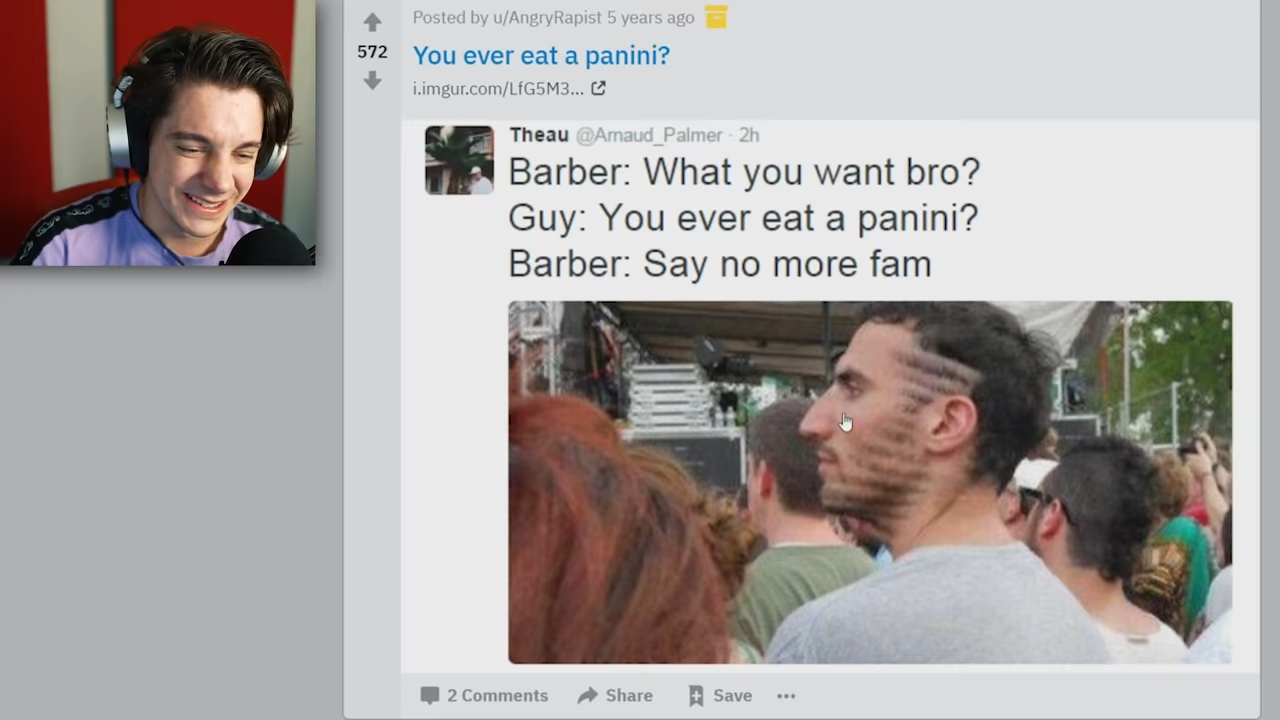 Posted by u/AngryRapist 5 years ago
572
You ever eat a panini?
i.imgur.com/LfG5M3...
Theau @Arnaud_Palmer · 2h
Barber: What you want bro?
Guy: You ever eat a panini?
Barber: Say no more fam
2 Comments Share Save